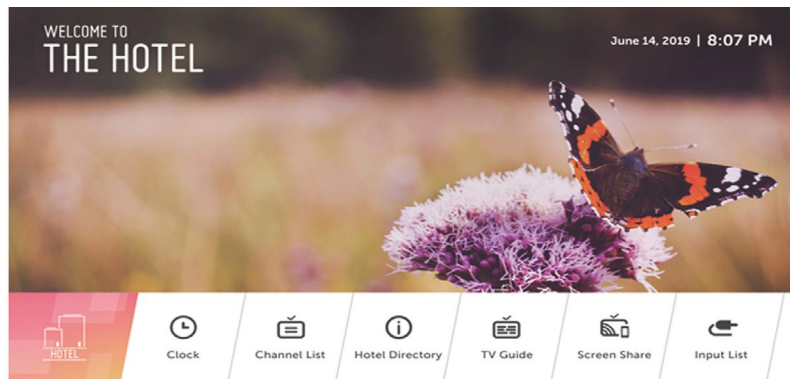 WELCOME TO
THE HOTEL
June 14, 2019 | 8:07 PM
HOTEL
Clock
Channel List
Hotel Directory
TV Guide
Screen Share
Input List